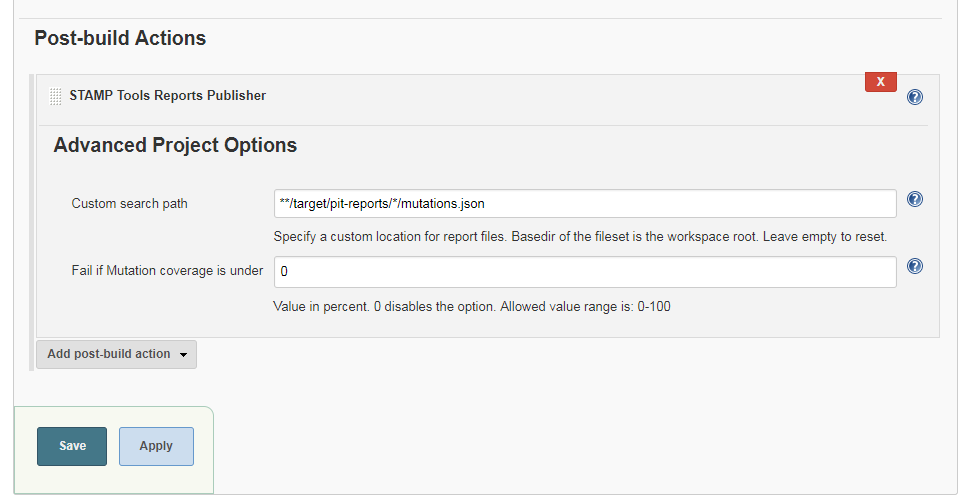 Post-build Actions
X
STAMP Tools Reports Publisher
Advanced Project Options
Custom search path
**/target/pit-reports/*/mutations.json
Specify a custom location for report files. Basedir of the fileset is the workspace root. Leave empty to reset.
Fail if Mutation coverage is under
0
Value in percent. 0 disables the option. Allowed value range is: 0-100
Add post-build action
Save
Apply